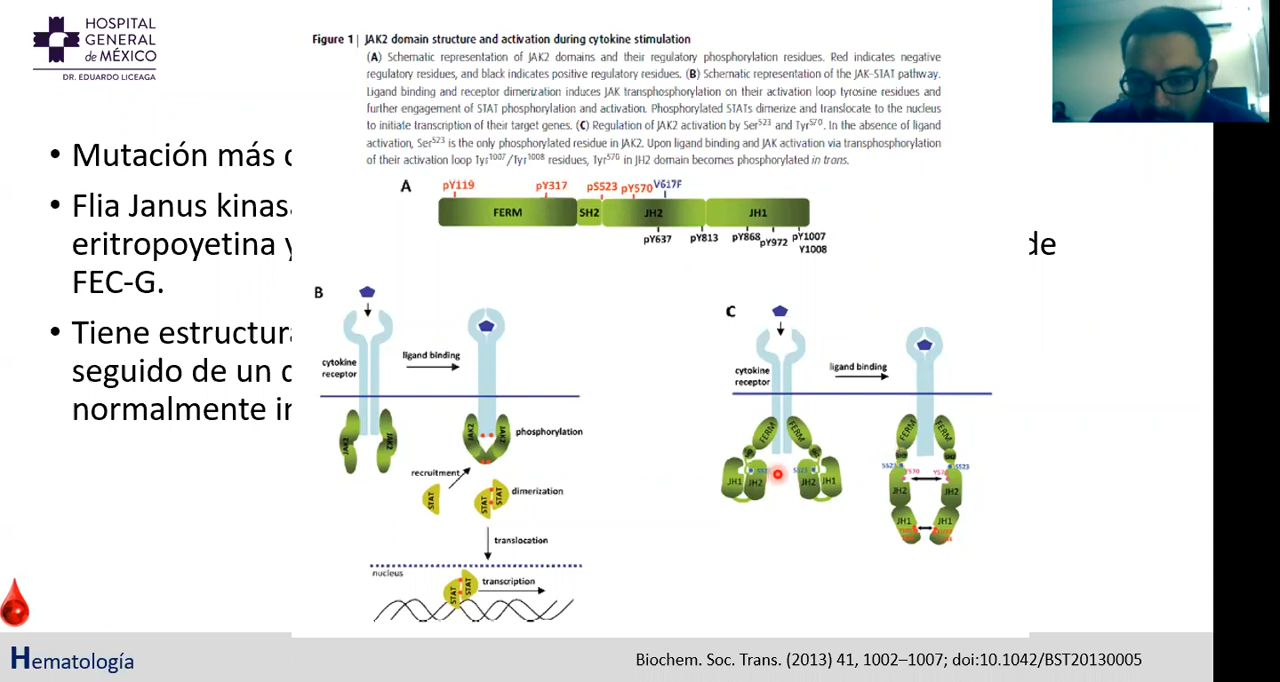 HOSPITAL
GENERAL
de MÉXICO
DR. EDUARDO LICEAGA
Figure 1 | JAK2 domain structure and activation during cytokine stimulation
(A) Schematic representation of JAK2 domains and their regulatory phosphorylation residues. Red indicates negative
regulatory residues, and black indicates positive regulatory residues. (B) Schematic representation of the JAK-STAT pathway.
Ligand binding and receptor dimerization induces JAK transphosphorylation on their activation loop tyrosine residues and
further engagement of STAT phosphorylation and activation. Phosphorylated STATs dimerize and translocate to the nucleus
to initiate transcription of their target genes. (C) Regulation of JAK2 activation by Ser523 and Tyr570. In the absence of ligand
activation, Ser523 is the only phosphorylated residue in JAK2. Upon ligand binding and JAK activation via transphosphorylation
of their activation loop Tyr1007/Tyr1008 residues, Tyr570 in JH2 domain becomes phosphorylated in trans.
• Mutación más
• Flia Janus
eritropoyetina y de
FEC-G.
• Tiene
seguido de un
normalmente
A
pY119 pY317 pS523 pY570 V617F
FERM SH2 JH2 JH1
pY637 pY813 pY868 pY972 pY1007
Y1008
B
cytokine
receptor
ligand binding
JAK2 JAK2 JAK2 JAK2
phosphorylation
recruitment
STAT STAT STAT
dimerization
translocation
nucleus
STAT STAT
transcription
C
cytokine
receptor
ligand binding
FERM FERM FERM FERM
S523 S523 S523
Y570 Y570
JH1 JH2 JH2 JH1 JH2 JH2
JH1 JH1
Hematología
Biochem. Soc. Trans. (2013) 41, 1002–1007; doi:10.1042/BST20130005